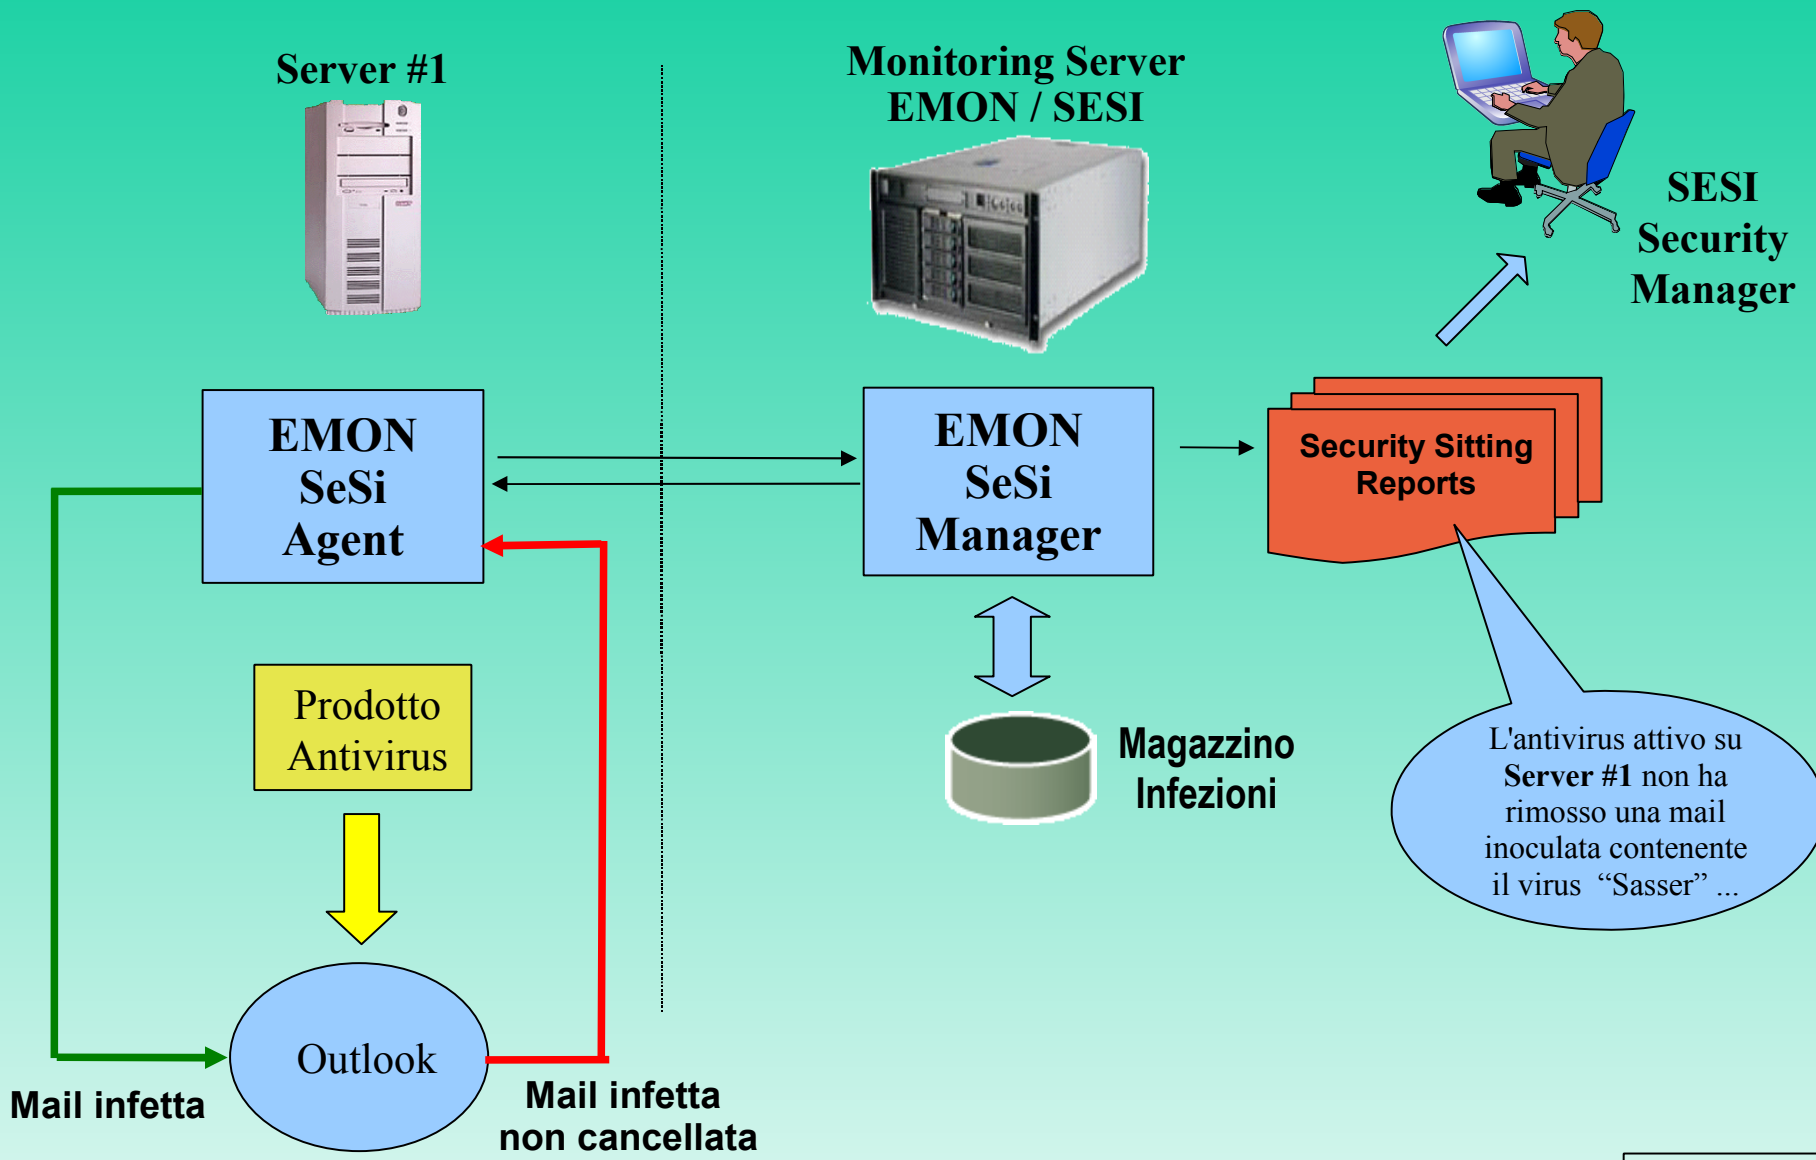 Server #1
Monitoring Server
EMON / SESI
SESI
Security
Manager
EMON
SeSi
Agent
EMON
SeSi
Manager
Security Sitting
Reports
Prodotto
Antivirus
Magazzino
Infezioni
L'antivirus attivo su
Server #1 non ha
rimosso una mail
inoculata contenente
il virus “Sasser” ...
Outlook
Mail infetta
Mail infetta
non cancellata